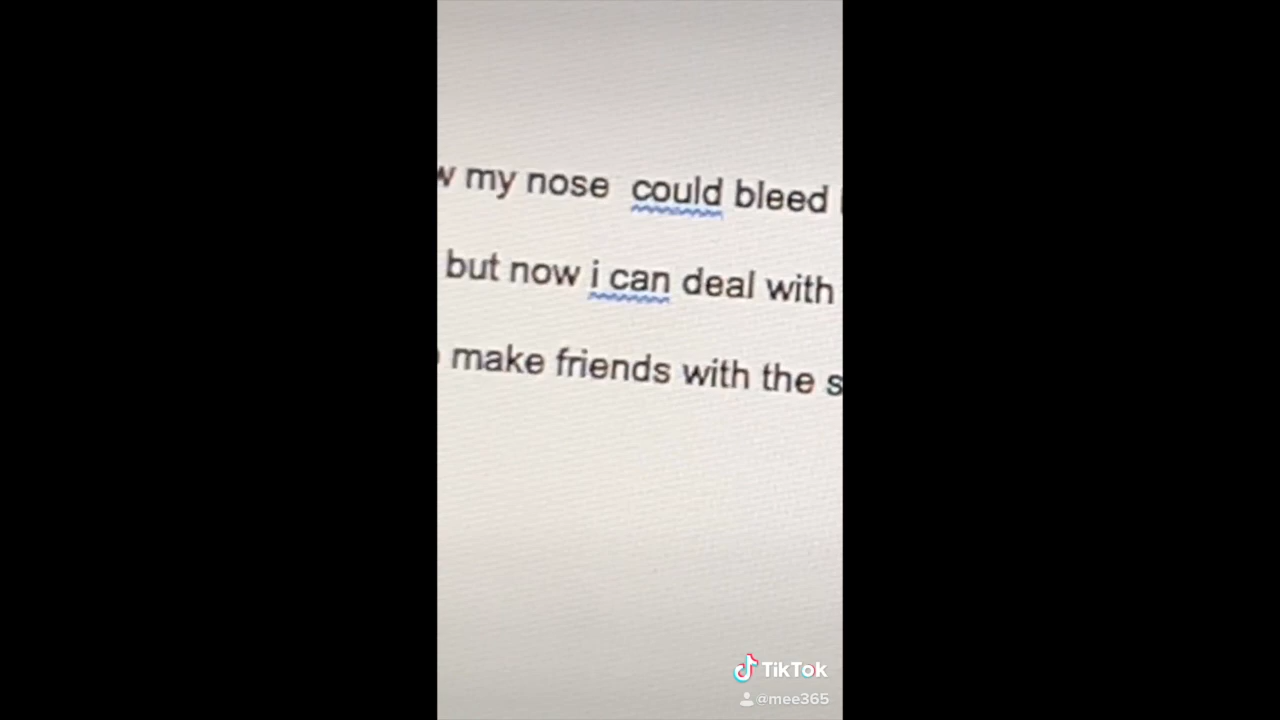 my nose could bleed
but now i can deal with
make friends with the
TikTok
@mee365